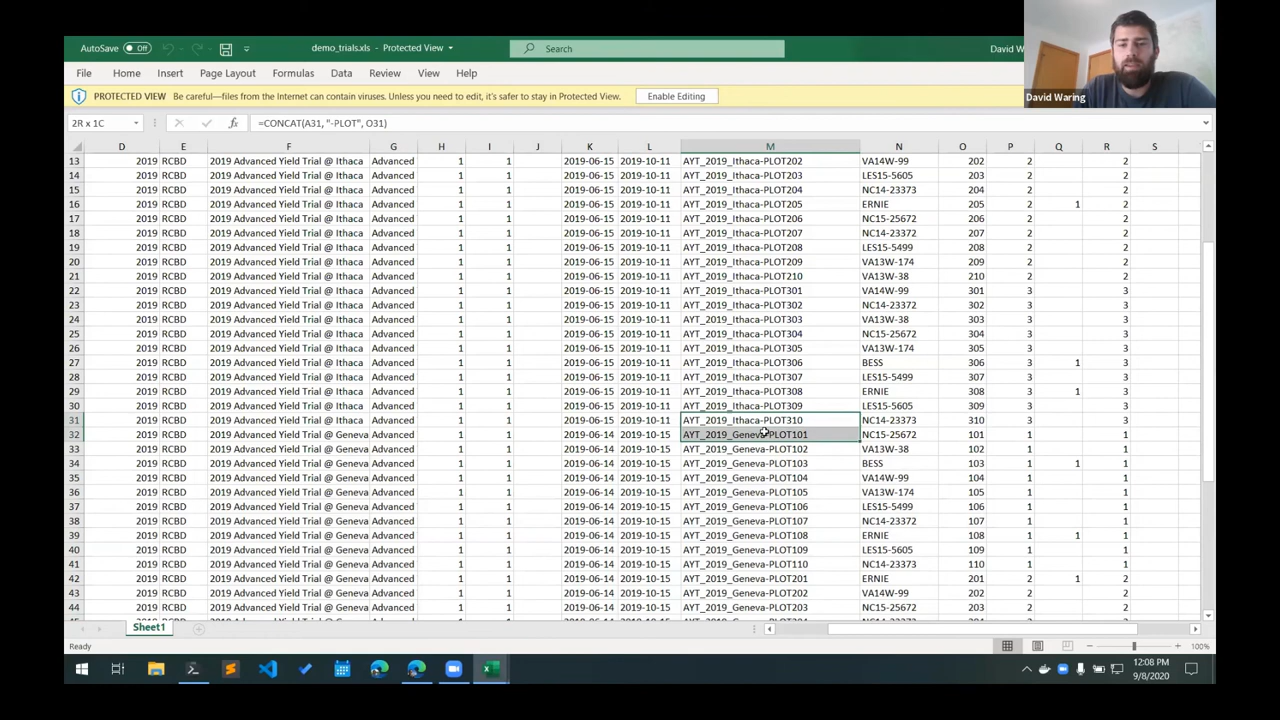 AutoSave Off demo_trials.xls - Protected View Search David W
File Home Insert Page Layout Formulas Data Review View Help
David Waring
PROTECTED VIEW Be careful—files from the Internet can contain viruses. Unless you need to edit, it's safer to stay in Protected View. Enable Editing
2R x 1C fx =CONCAT(A31, "-PLOT", O31)
D E F G H I J K L M N O P Q R S
13 2019 RCBD 2019 Advanced Yield Trial @ Ithaca Advanced 1 1 2019-06-15 2019-10-11 AYT_2019_Ithaca-PLOT202 VA14W-99 202 2 2
14 2019 RCBD 2019 Advanced Yield Trial @ Ithaca Advanced 1 1 2019-06-15 2019-10-11 AYT_2019_Ithaca-PLOT203 LES15-5605 203 2 2
15 2019 RCBD 2019 Advanced Yield Trial @ Ithaca Advanced 1 1 2019-06-15 2019-10-11 AYT_2019_Ithaca-PLOT204 NC14-23373 204 2 2
16 2019 RCBD 2019 Advanced Yield Trial @ Ithaca Advanced 1 1 2019-06-15 2019-10-11 AYT_2019_Ithaca-PLOT205 ERNIE 205 2 1 2
17 2019 RCBD 2019 Advanced Yield Trial @ Ithaca Advanced 1 1 2019-06-15 2019-10-11 AYT_2019_Ithaca-PLOT206 NC15-25672 206 2 2
18 2019 RCBD 2019 Advanced Yield Trial @ Ithaca Advanced 1 1 2019-06-15 2019-10-11 AYT_2019_Ithaca-PLOT207 NC14-23372 207 2 2
19 2019 RCBD 2019 Advanced Yield Trial @ Ithaca Advanced 1 1 2019-06-15 2019-10-11 AYT_2019_Ithaca-PLOT208 LES15-5499 208 2 2
20 2019 RCBD 2019 Advanced Yield Trial @ Ithaca Advanced 1 1 2019-06-15 2019-10-11 AYT_2019_Ithaca-PLOT209 VA13W-174 209 2 2
21 2019 RCBD 2019 Advanced Yield Trial @ Ithaca Advanced 1 1 2019-06-15 2019-10-11 AYT_2019_Ithaca-PLOT210 VA13W-38 210 2 2
22 2019 RCBD 2019 Advanced Yield Trial @ Ithaca Advanced 1 1 2019-06-15 2019-10-11 AYT_2019_Ithaca-PLOT301 VA14W-99 301 3 3
23 2019 RCBD 2019 Advanced Yield Trial @ Ithaca Advanced 1 1 2019-06-15 2019-10-11 AYT_2019_Ithaca-PLOT302 NC14-23372 302 3 3
24 2019 RCBD 2019 Advanced Yield Trial @ Ithaca Advanced 1 1 2019-06-15 2019-10-11 AYT_2019_Ithaca-PLOT303 VA13W-38 303 3 3
25 2019 RCBD 2019 Advanced Yield Trial @ Ithaca Advanced 1 1 2019-06-15 2019-10-11 AYT_2019_Ithaca-PLOT304 NC15-25672 304 3 3
26 2019 RCBD 2019 Advanced Yield Trial @ Ithaca Advanced 1 1 2019-06-15 2019-10-11 AYT_2019_Ithaca-PLOT305 VA13W-174 305 3 3
27 2019 RCBD 2019 Advanced Yield Trial @ Ithaca Advanced 1 1 2019-06-15 2019-10-11 AYT_2019_Ithaca-PLOT306 BESS 306 3 1 3
28 2019 RCBD 2019 Advanced Yield Trial @ Ithaca Advanced 1 1 2019-06-15 2019-10-11 AYT_2019_Ithaca-PLOT307 LES15-5499 307 3 3
29 2019 RCBD 2019 Advanced Yield Trial @ Ithaca Advanced 1 1 2019-06-15 2019-10-11 AYT_2019_Ithaca-PLOT308 ERNIE 308 3 1 3
30 2019 RCBD 2019 Advanced Yield Trial @ Ithaca Advanced 1 1 2019-06-15 2019-10-11 AYT_2019_Ithaca-PLOT309 LES15-5605 309 3 3
31 2019 RCBD 2019 Advanced Yield Trial @ Ithaca Advanced 1 1 2019-06-15 2019-10-11 AYT_2019_Ithaca-PLOT310 NC14-23373 310 3 3
32 2019 RCBD 2019 Advanced Yield Trial @ Geneva Advanced 1 1 2019-06-14 2019-10-15 AYT_2019_Geneva-PLOT101 NC15-25672 101 1 1
33 2019 RCBD 2019 Advanced Yield Trial @ Geneva Advanced 1 1 2019-06-14 2019-10-15 AYT_2019_Geneva-PLOT102 VA13W-38 102 1 1
34 2019 RCBD 2019 Advanced Yield Trial @ Geneva Advanced 1 1 2019-06-14 2019-10-15 AYT_2019_Geneva-PLOT103 BESS 103 1 1 1
35 2019 RCBD 2019 Advanced Yield Trial @ Geneva Advanced 1 1 2019-06-14 2019-10-15 AYT_2019_Geneva-PLOT104 VA14W-99 104 1 1
36 2019 RCBD 2019 Advanced Yield Trial @ Geneva Advanced 1 1 2019-06-14 2019-10-15 AYT_2019_Geneva-PLOT105 VA13W-174 105 1 1
37 2019 RCBD 2019 Advanced Yield Trial @ Geneva Advanced 1 1 2019-06-14 2019-10-15 AYT_2019_Geneva-PLOT106 LES15-5499 106 1 1
38 2019 RCBD 2019 Advanced Yield Trial @ Geneva Advanced 1 1 2019-06-14 2019-10-15 AYT_2019_Geneva-PLOT107 NC14-23372 107 1 1
39 2019 RCBD 2019 Advanced Yield Trial @ Geneva Advanced 1 1 2019-06-14 2019-10-15 AYT_2019_Geneva-PLOT108 ERNIE 108 1 1 1
40 2019 RCBD 2019 Advanced Yield Trial @ Geneva Advanced 1 1 2019-06-14 2019-10-15 AYT_2019_Geneva-PLOT109 LES15-5605 109 1 1
41 2019 RCBD 2019 Advanced Yield Trial @ Geneva Advanced 1 1 2019-06-14 2019-10-15 AYT_2019_Geneva-PLOT110 NC14-23373 110 1 1
42 2019 RCBD 2019 Advanced Yield Trial @ Geneva Advanced 1 1 2019-06-14 2019-10-15 AYT_2019_Geneva-PLOT201 ERNIE 201 2 1 2
43 2019 RCBD 2019 Advanced Yield Trial @ Geneva Advanced 1 1 2019-06-14 2019-10-15 AYT_2019_Geneva-PLOT202 VA14W-99 202 2 2
44 2019 RCBD 2019 Advanced Yield Trial @ Geneva Advanced 1 1 2019-06-14 2019-10-15 AYT_2019_Geneva-PLOT203 NC15-25672 203 2 2
Sheet1
Ready 100%
12:08 PM
9/8/2020